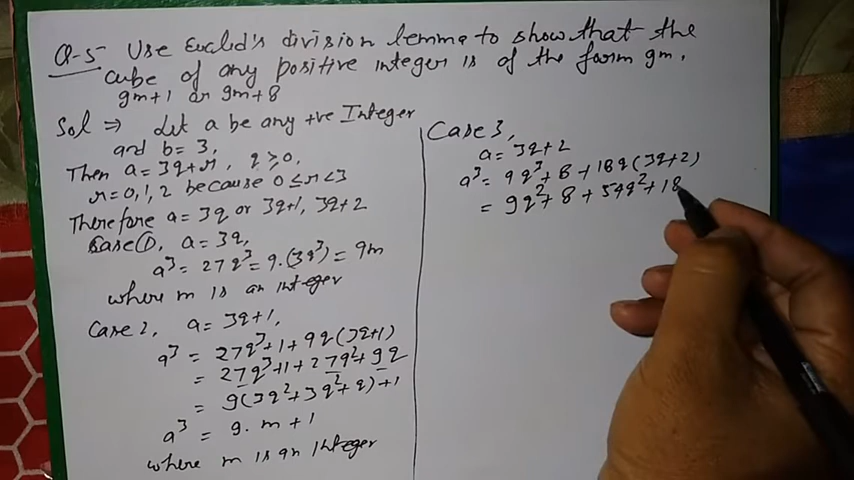 Q-5 Use Euclid's division lemma to show that the
cube of any positive integer is of the form 9m,
9m+1 or 9m+8
Sol ⇒ Let a be any +ve Integer
and b=3,
Then a = 3q+r, q ≥ 0,
r=0,1,2 because 0≤r<3
Therefore a=3q or 3q+1, 3q+2
Case ①, a=3q,
a³ = 27q³ = 9.(3q³) = 9m
where m is an integer
Case 2, a=3q+1,
a³ = 27q³+1+9q(3q+1)
= 27q³+1+27q²+9q
= 9(3q²+3q²+q)+1
a³ = 9.m+1
where m is an Integer
Case 3,
a=3q+2
a³ = 9q³+8+18q(3q+2)
= 9q²+8+54q²+18